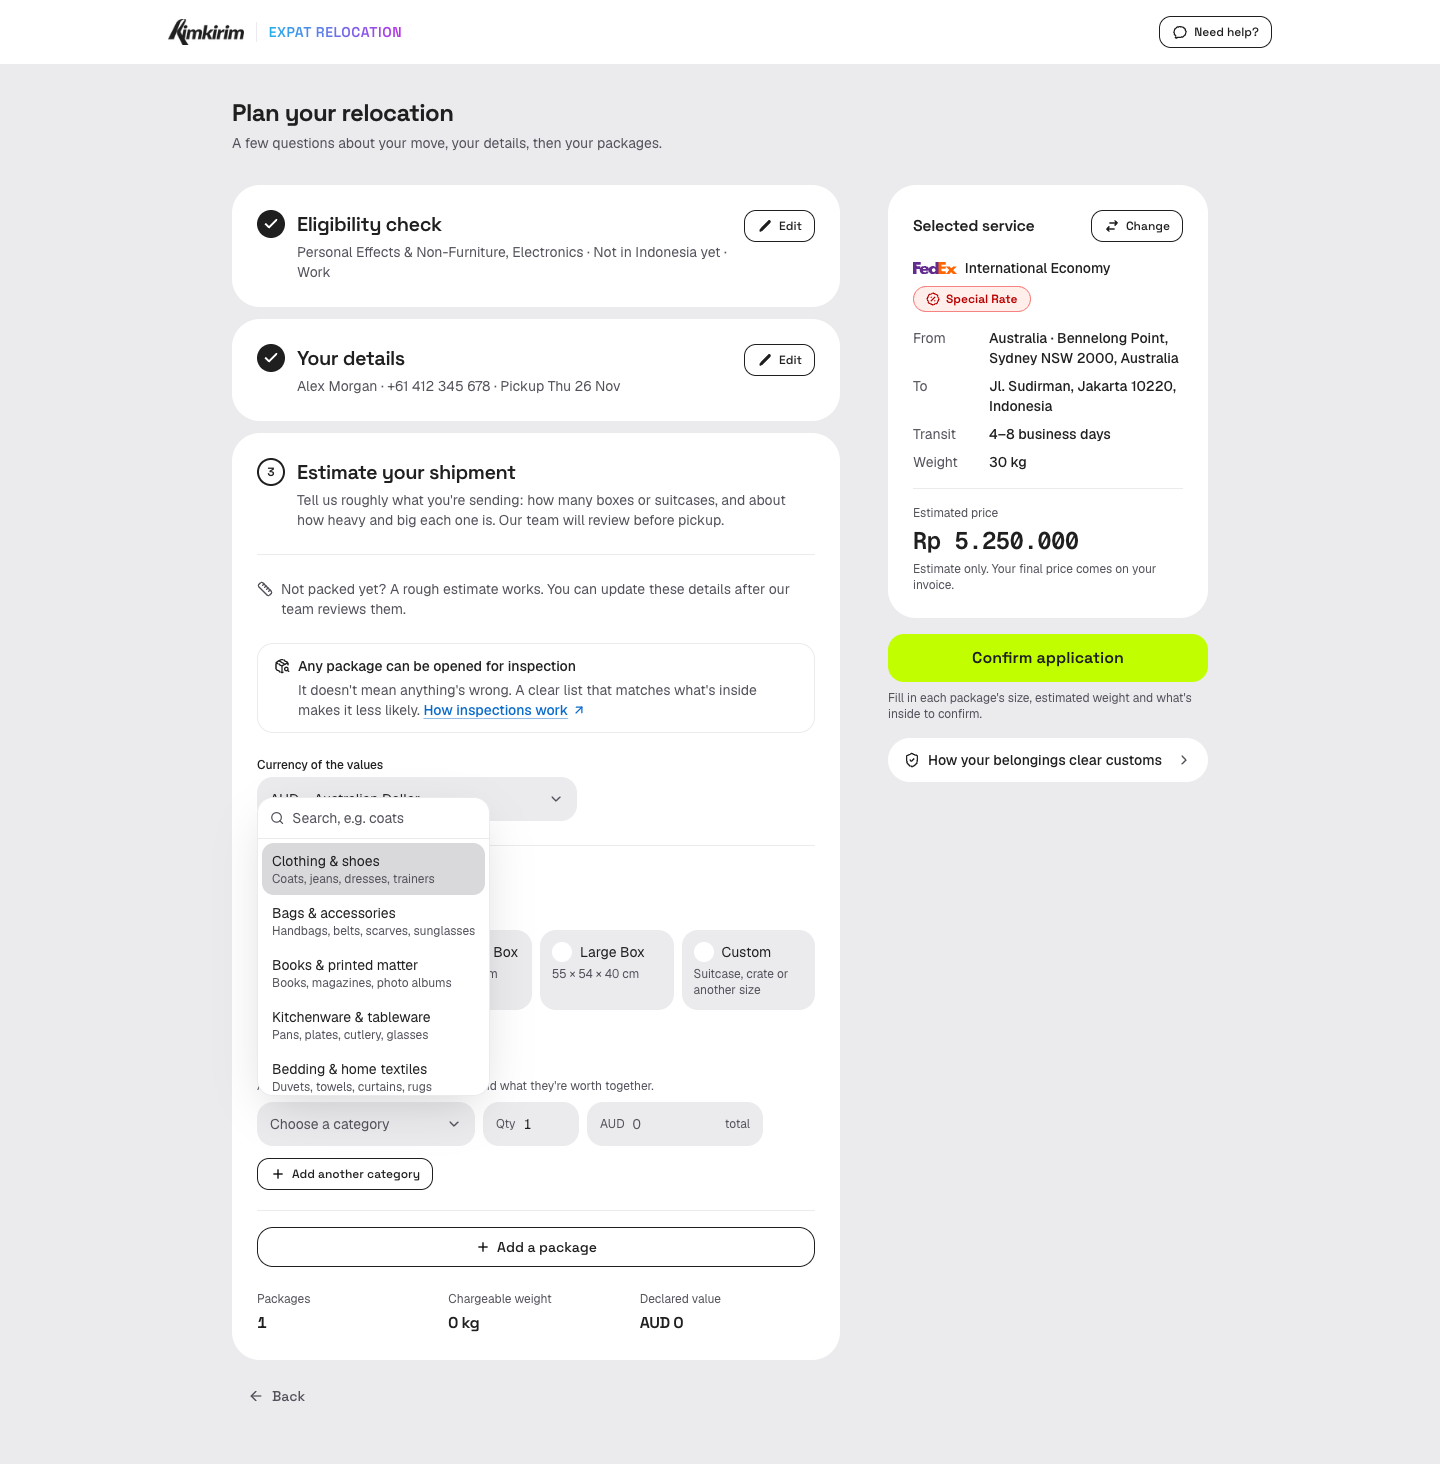 Kimkirim
EXPAT RELOCATION
Need help?
Plan your relocation
A few questions about your move, your details, then your packages.
Eligibility check
Edit
Personal Effects & Non-Furniture, Electronics · Not in Indonesia yet ·
Work
Your details
Edit
Alex Morgan · +61 412 345 678 · Pickup Thu 26 Nov
3
Estimate your shipment
Tell us roughly what you're sending: how many boxes or suitcases, and about
how heavy and big each one is. Our team will review before pickup.
Not packed yet? A rough estimate works. You can update these details after our
team reviews them.
Any package can be opened for inspection
It doesn't mean anything's wrong. A clear list that matches what's inside
makes it less likely. How inspections work
Currency of the values
Search, e.g. coats
Clothing & shoes
Coats, jeans, dresses, trainers
Bags & accessories
Handbags, belts, scarves, sunglasses
Books & printed matter
Books, magazines, photo albums
Kitchenware & tableware
Pans, plates, cutlery, glasses
Bedding & home textiles
Duvets, towels, curtains, rugs
Box
Large Box
55 × 54 × 40 cm
Custom
Suitcase, crate or
another size
what they're worth together.
Choose a category
Qty 1
AUD 0 total
Add another category
Add a package
Packages
1
Chargeable weight
0 kg
Declared value
AUD 0
Back
Selected service
Change
FedEx International Economy
Special Rate
From Australia · Bennelong Point,
Sydney NSW 2000, Australia
To Jl. Sudirman, Jakarta 10220,
Indonesia
Transit 4–8 business days
Weight 30 kg
Estimated price
Rp 5.250.000
Estimate only. Your final price comes on your
invoice.
Confirm application
Fill in each package's size, estimated weight and what's
inside to confirm.
How your belongings clear customs